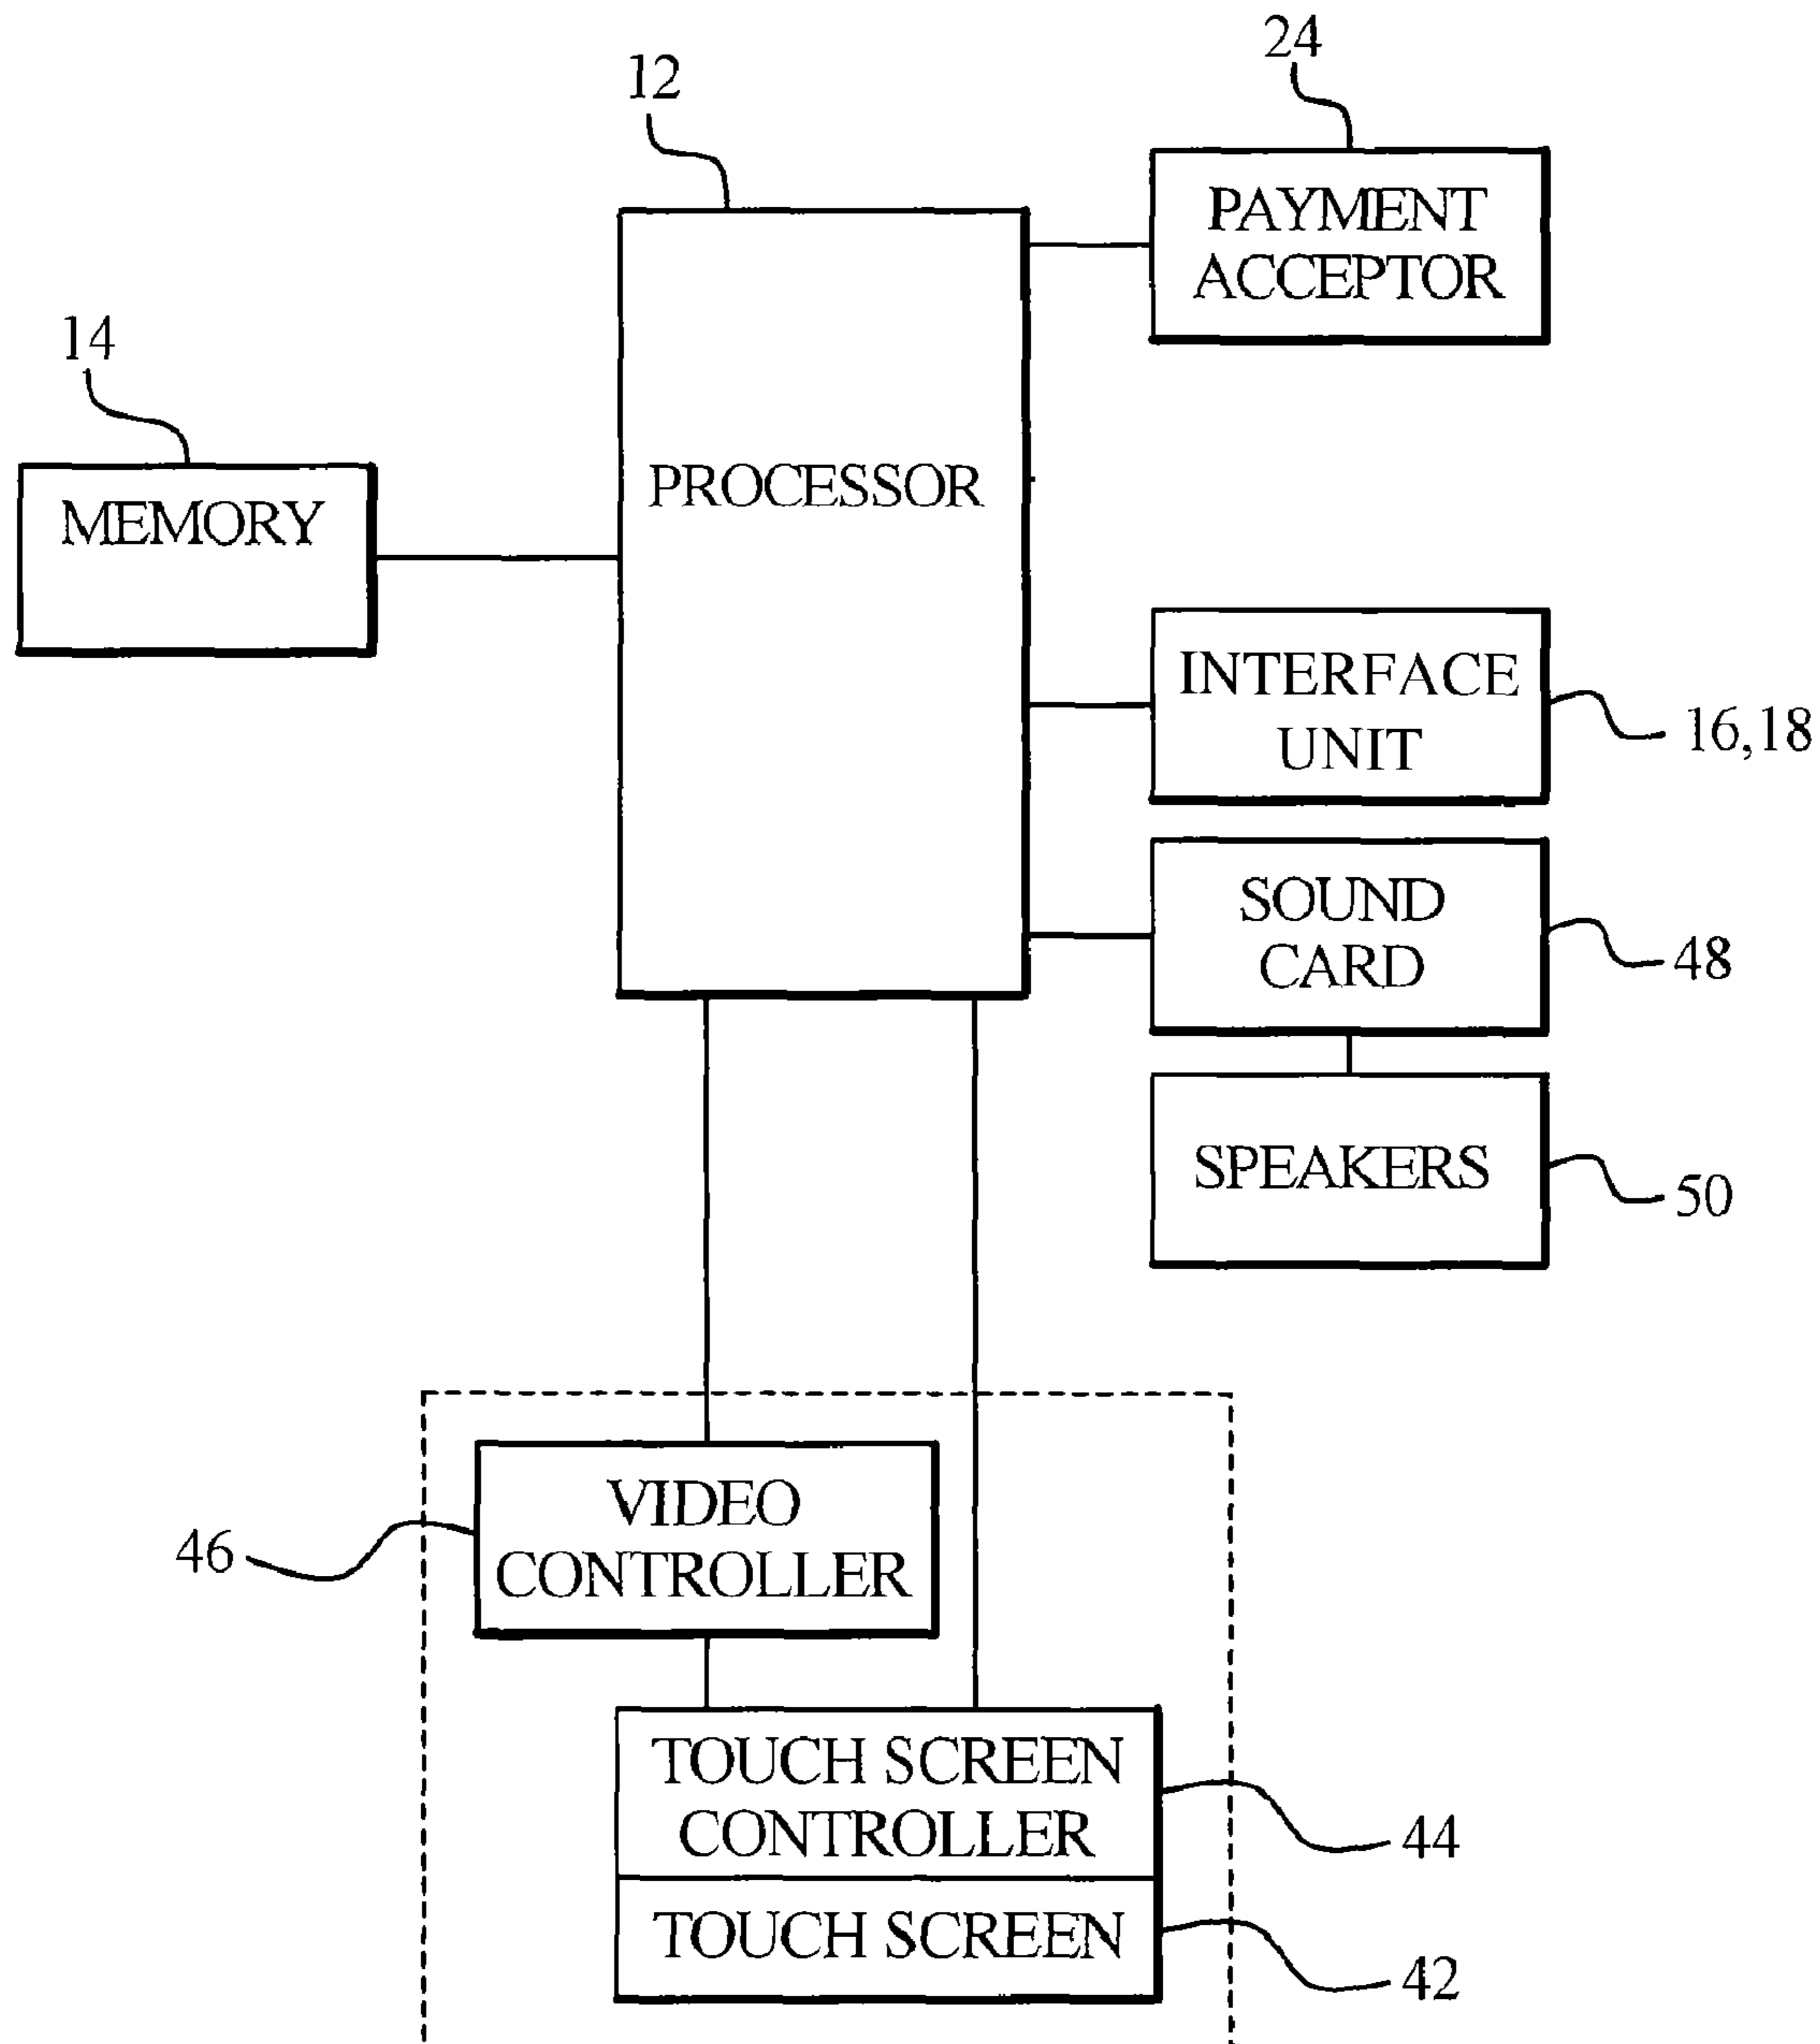 24
12
PAYMENT
ACCEPTOR
14
PROCESSOR
MEMORY
INTERFACE
UNIT
16,18
SOUND
CARD
48
SPEAKERS
50
VIDEO
CONTROLLER
46
TOUCH SCREEN
CONTROLLER
44
TOUCH SCREEN
42